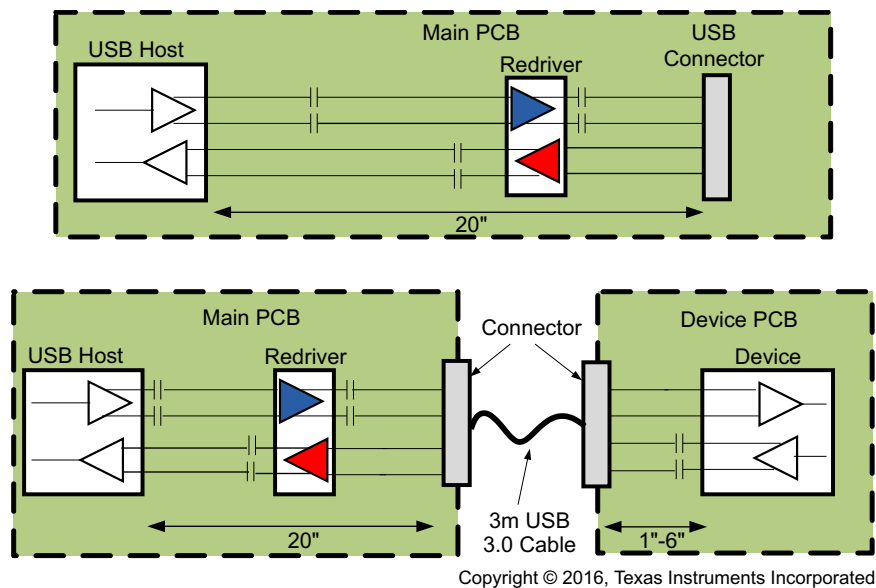 Main PCB
USB Host
Redriver
USB
Connector
20"
Main PCB
USB Host
Redriver
Connector
Device PCB
Device
3m USB
3.0 Cable
20"
1"-6"
Copyright © 2016, Texas Instruments Incorporated